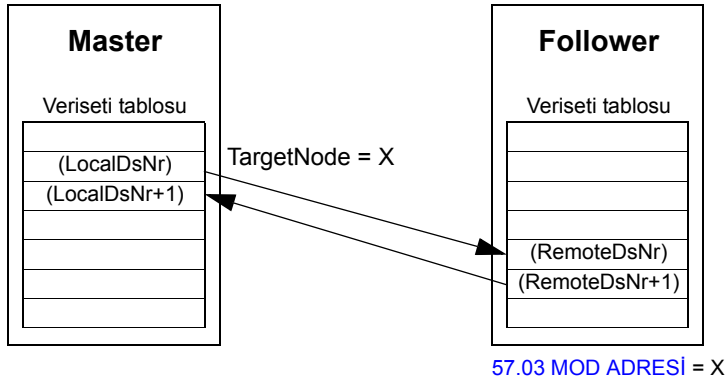 Master
Follower
Veriseti tablosu
Veriseti tablosu
(LocalDsNr)
TargetNode = X
(LocalDsNr+1)
(RemoteDsNr)
(RemoteDsNr+1)
57.03 MOD ADRESİ = X